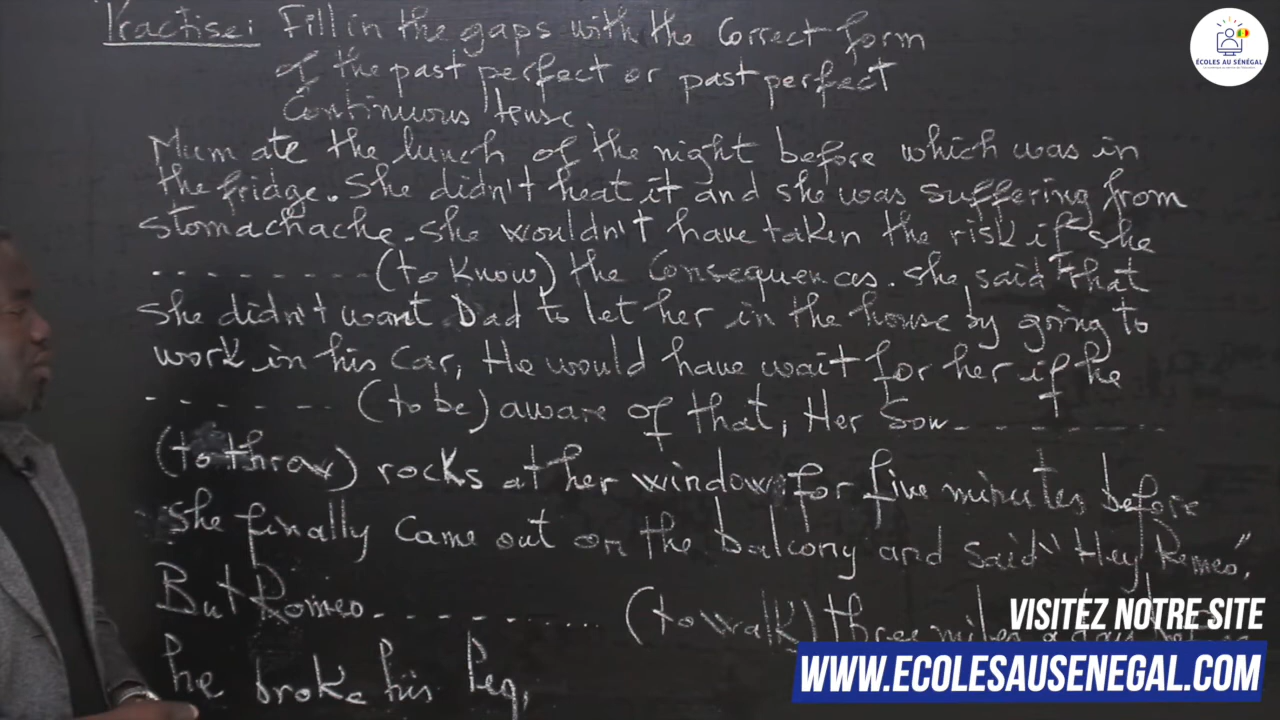 Practise: Fill in the gaps with the correct form
of the past perfect or past perfect
Continuous tense
Mum ate the lunch of the night before which was in
the fridge. She didn't heat it and she was suffering from
stomachache. She wouldn't have taken the risk if she
- - - - - - - - - - (to know) the consequences. She said that
she didn't want Dad to let her in the house by going to
work in his car, He would have wait for her if he
- - - - - - - (to be) aware of that, Her Son - - - - - - - - - -
(to throw) rocks at her window for five minutes before
She finally came out on the balcony and said "Hey Romeo."
But Romeo - - - - - - - - - - - (to walk) three miles a day before
he broke his leg,
ÉCOLES AU SÉNÉGAL
VISITEZ NOTRE SITE
WWW.ECOLESAUSENEGAL.COM